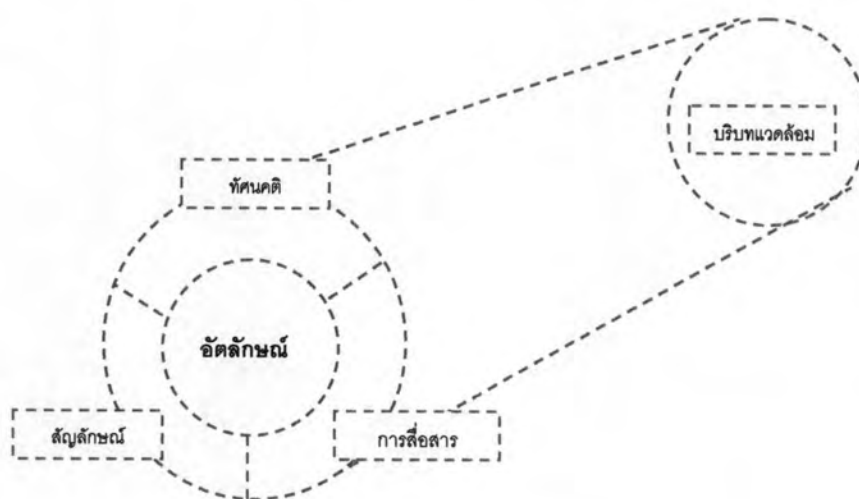 บริบทแวดล้อม
ทัศนคติ
อัตลักษณ์
สัญลักษณ์
การสื่อสาร